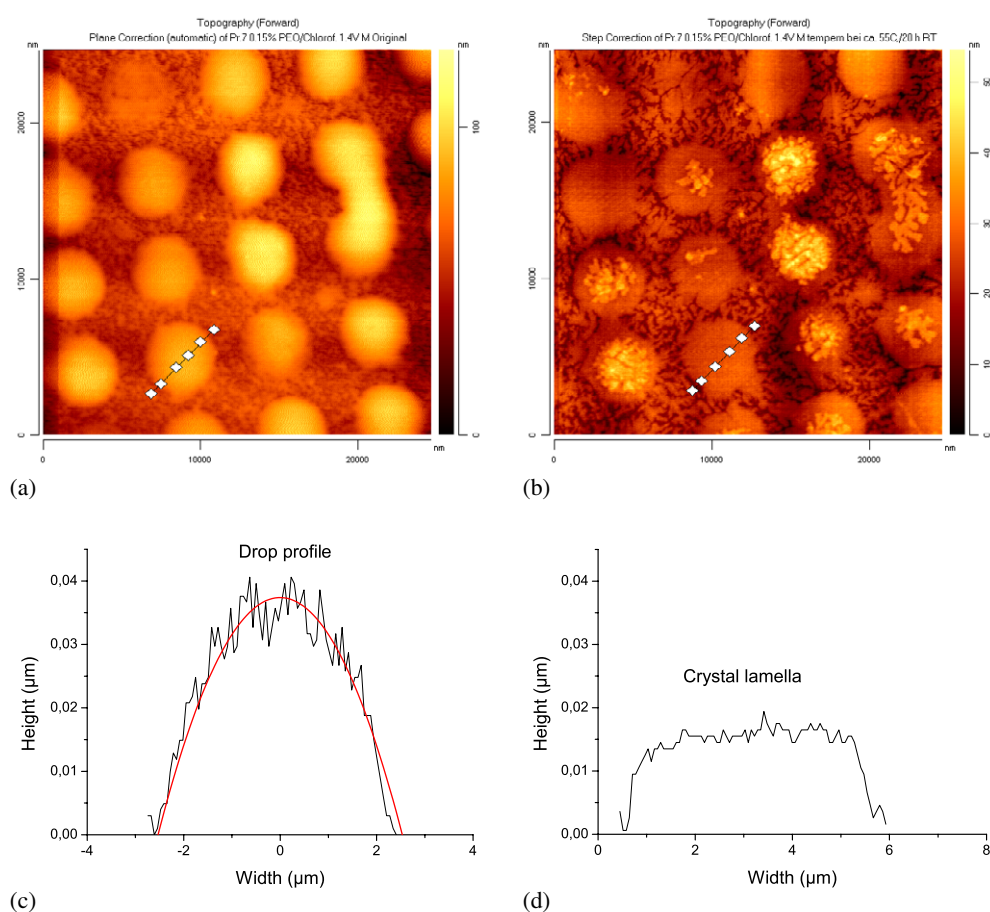 Topography (Forward)
Plane Correction (automatic) of Pr 7 0.15% PEO/Chlorof. 1.4V M Original
nm
20000
10000
0
0
10000
20000
nm
nm
100
0
(a)
Topography (Forward)
Step Correction of Pr 7 0.15% PEO/Chlorof. 1.4V M tempern bei ca. 55C,/20 h RT
nm
20000
10000
0
0
10000
20000
nm
nm
50
40
30
20
10
0
(b)
Drop profile
Height (µm)
0,04
0,03
0,02
0,01
0,00
-4
-2
0
2
4
Width (µm)
(c)
Crystal lamella
Height (µm)
0,04
0,03
0,02
0,01
0,00
0
2
4
6
8
Width (µm)
(d)